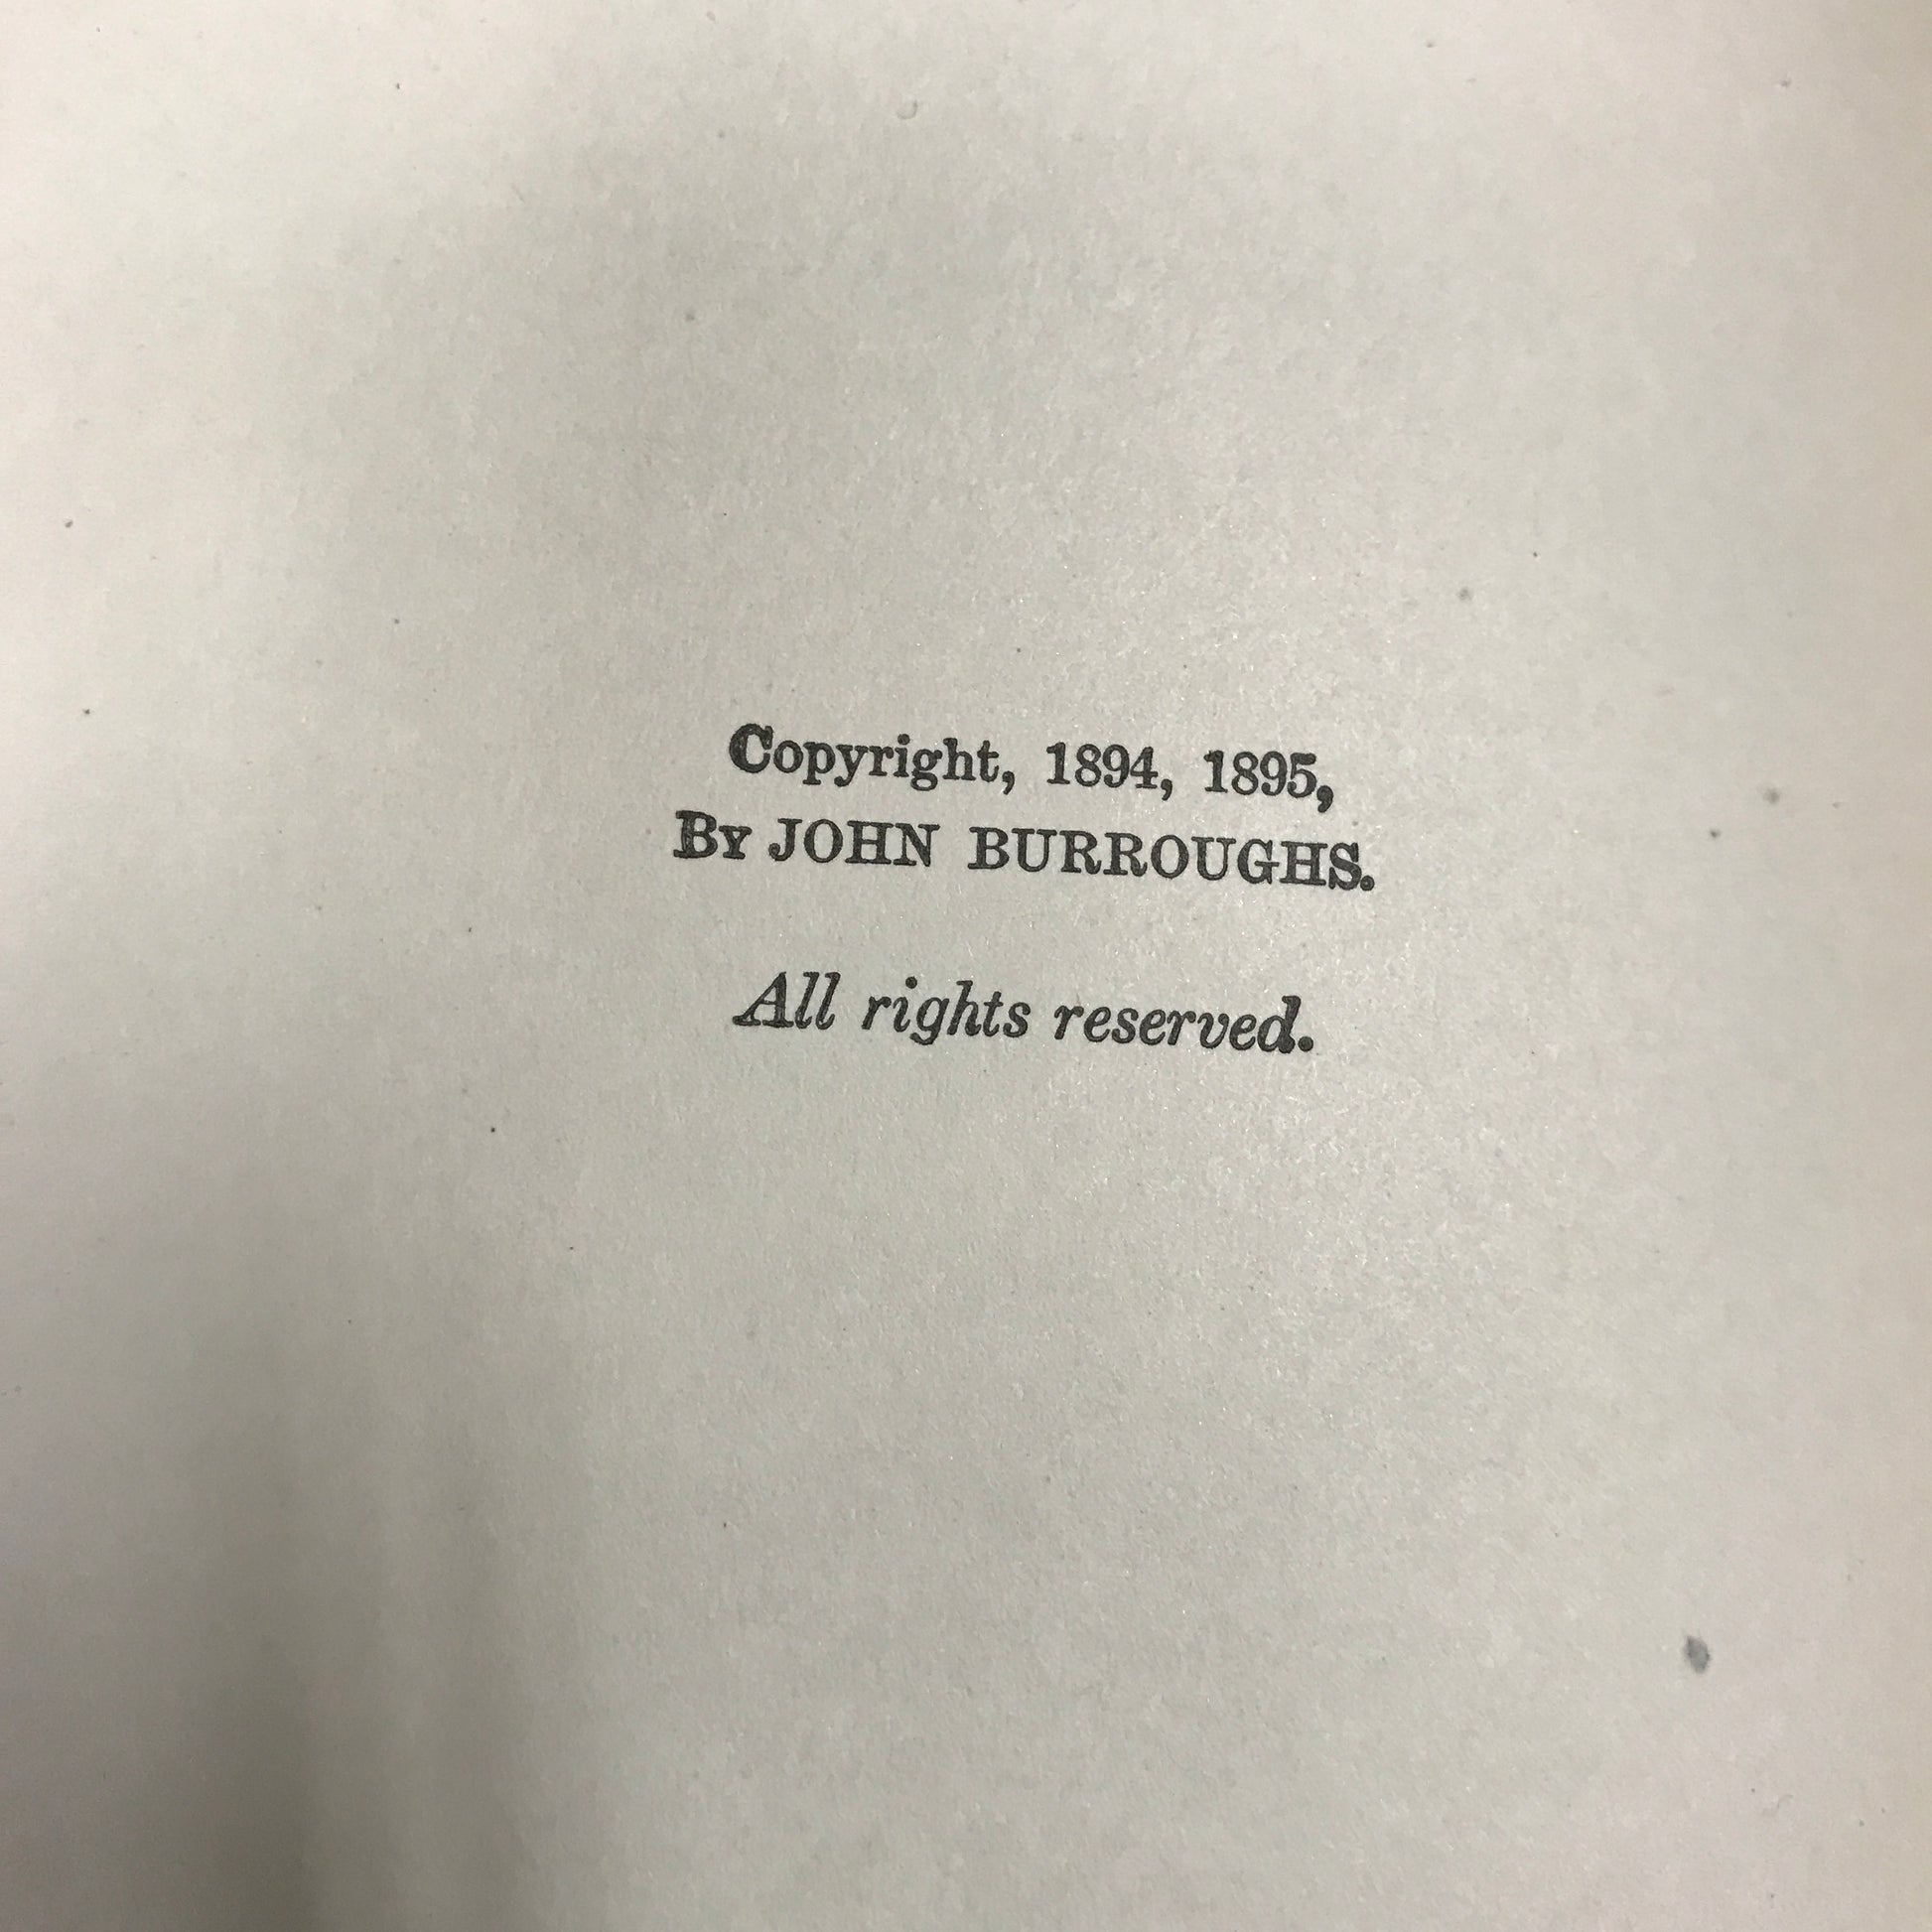 Copyright, 1894, 1895,
By JOHN BURROUGHS.
All rights reserved.